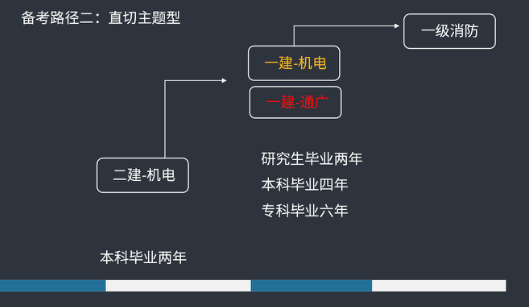 备考路径二：直切主题型
一级消防
一建-机电
一建-通广
研究生毕业两年
二建-机电
本科毕业四年
专科毕业六年
本科毕业两年